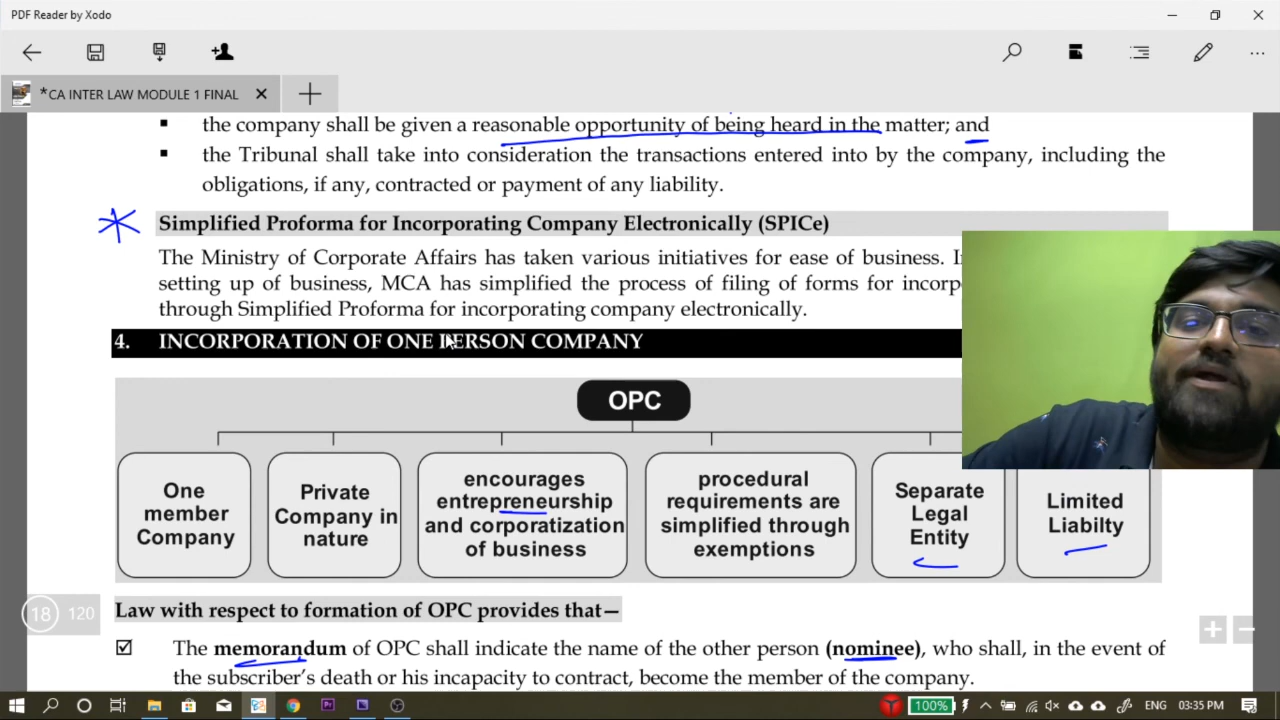 PDF Reader by Xodo
*CA INTER LAW MODULE 1 FINAL
the company shall be given a reasonable opportunity of being heard in the matter; and
the Tribunal shall take into consideration the transactions entered into by the company, including the
obligations, if any, contracted or payment of any liability.
Simplified Proforma for Incorporating Company Electronically (SPICe)
The Ministry of Corporate Affairs has taken various initiatives for ease of business.
setting up of business, MCA has simplified the process of filing of forms for
through Simplified Proforma for incorporating company electronically.
4. INCORPORATION OF ONE PERSON COMPANY
OPC
One
member
Company
Private
Company in
nature
encourages
entrepreneurship
and corporatization
of business
procedural
requirements are
simplified through
exemptions
Separate
Legal
Entity
Limited
Liabilty
Law with respect to formation of OPC provides that—
18 120
The memorandum of OPC shall indicate the name of the other person (nominee), who shall, in the event of
the subscriber's death or his incapacity to contract, become the member of the company.
100% ENG 03:35 PM